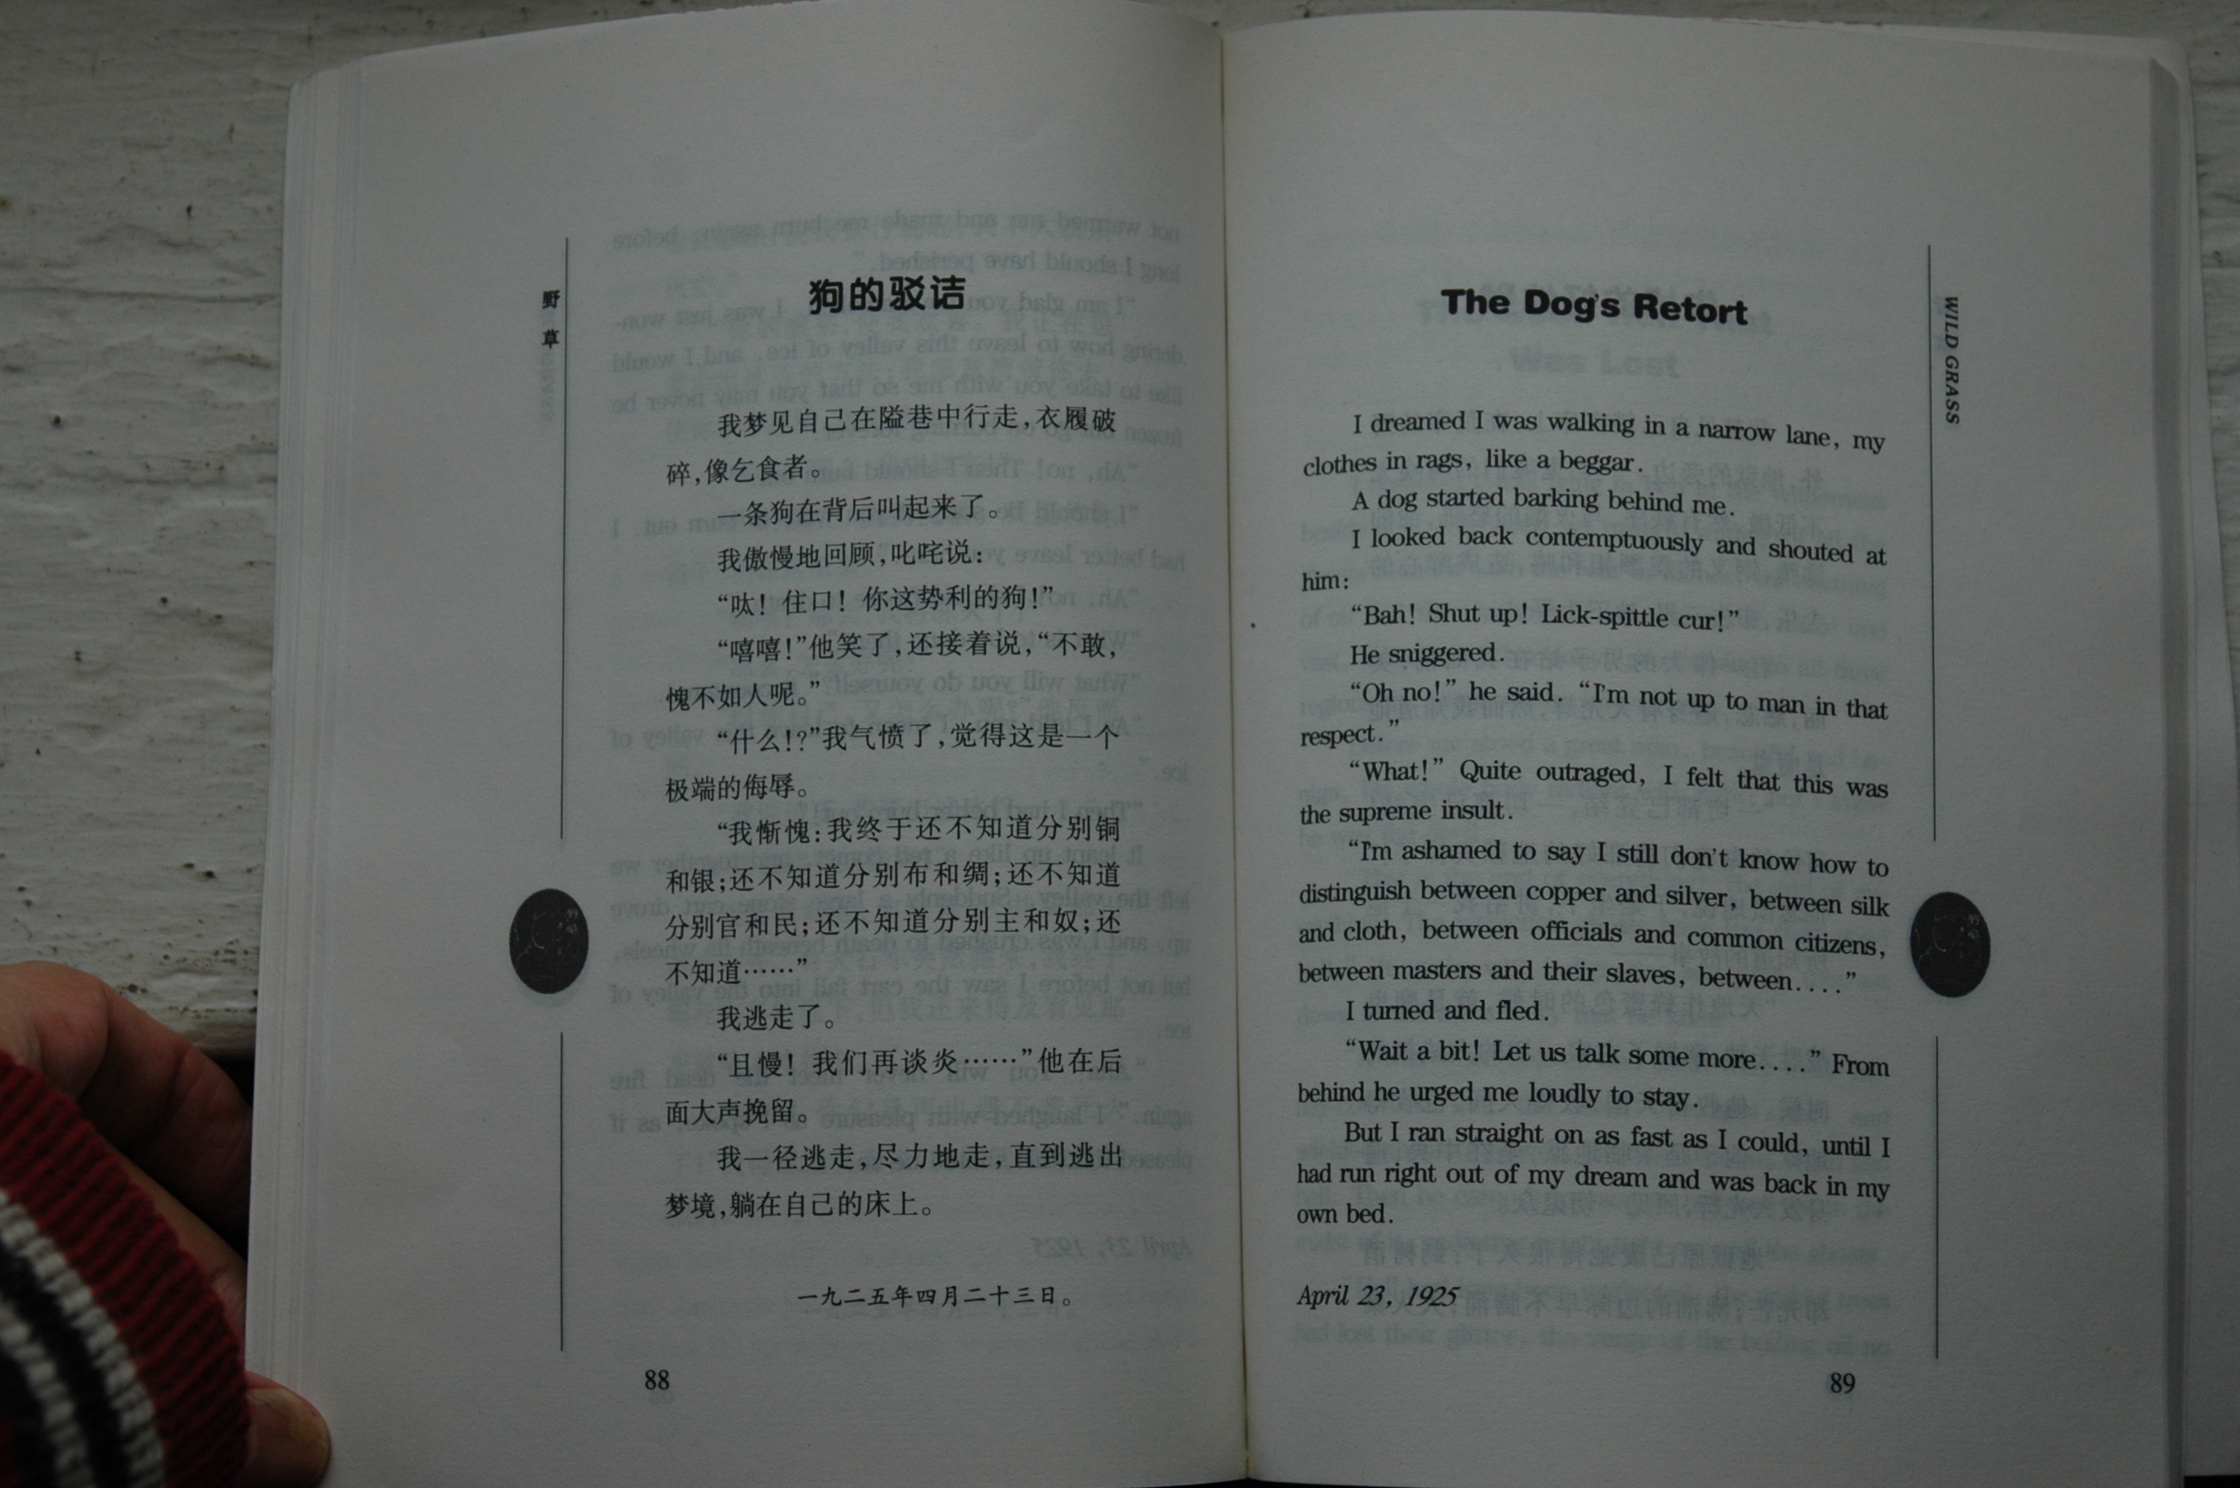 野草
狗的驳诘
我梦见自己在隘巷中行走,衣履破
碎,像乞食者。
一条狗在背后叫起来了。
我傲慢地回顾,叱咤说:
“呔!住口!你这势利的狗!”
“嘻嘻!”他笑了,还接着说,“不敢,
愧不如人呢。”
“什么!?”我气愤了,觉得这是一个
极端的侮辱。
“我惭愧:我终于还不知道分别铜
和银;还不知道分别布和绸;还不知道
分别官和民;还不知道分别主和奴;还
不知道……”
我逃走了。
“且慢!我们再谈炎……”他在后
面大声挽留。
我一径逃走,尽力地走,直到逃出
梦境,躺在自己的床上。
一九二五年四月二十三日。
88
WILD GRASS
The Dog's Retort
I dreamed I was walking in a narrow lane, my
clothes in rags, like a beggar.
A dog started barking behind me.
I looked back contemptuously and shouted at
him:
“Bah! Shut up! Lick-spittle cur!”
He sniggered.
“Oh no!” he said. “I'm not up to man in that
respect.”
“What!” Quite outraged, I felt that this was
the supreme insult.
“I'm ashamed to say I still don't know how to
distinguish between copper and silver, between silk
and cloth, between officials and common citizens,
between masters and their slaves, between....”
I turned and fled.
“Wait a bit! Let us talk some more....” From
behind he urged me loudly to stay.
But I ran straight on as fast as I could, until I
had run right out of my dream and was back in my
own bed.
April 23, 1925
89